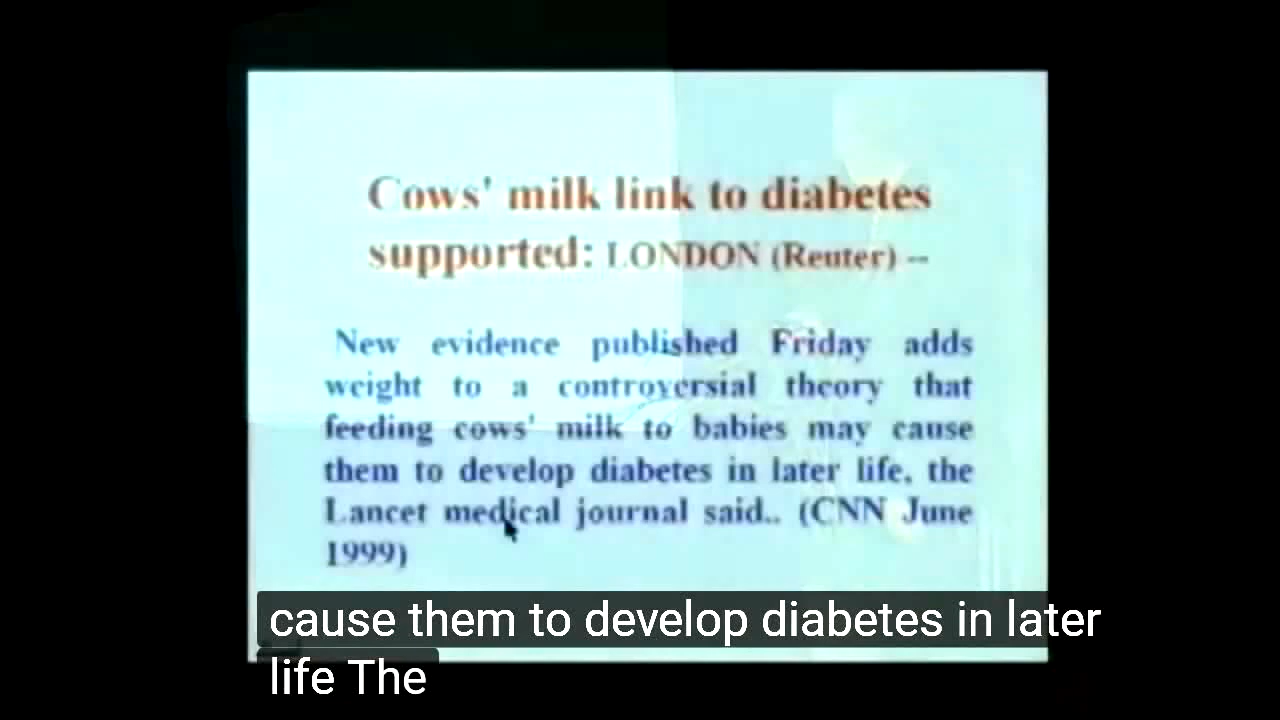 Cows' milk link to diabetes
supported: LONDON (Reuter) --
New evidence published Friday adds
weight to a controversial theory that
feeding cows' milk to babies may cause
them to develop diabetes in later life, the
Lancet medical journal said.. (CNN June
1999)
cause them to develop diabetes in later
life The